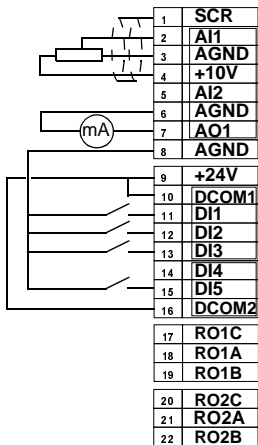 1 SCR
2 AI1
3 AGND
4 +10V
5 AI2
6 AGND
mA
7 AO1
8 AGND
9 +24V
10 DCOM1
11 DI1
12 DI2
13 DI3
14 DI4
15 DI5
16 DCOM2
17 RO1C
18 RO1A
19 RO1B
20 RO2C
21 RO2A
22 RO2B